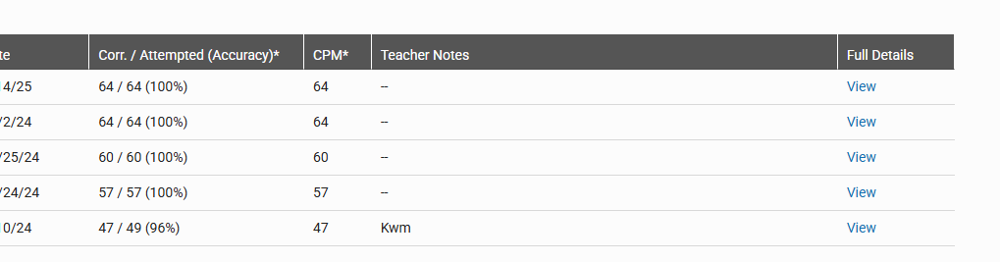 te Corr. / Attempted (Accuracy)* CPM* Teacher Notes Full Details
14/25 64 / 64 (100%) 64 -- View
/2/24 64 / 64 (100%) 64 -- View
/25/24 60 / 60 (100%) 60 -- View
/24/24 57 / 57 (100%) 57 -- View
10/24 47 / 49 (96%) 47 Kwm View